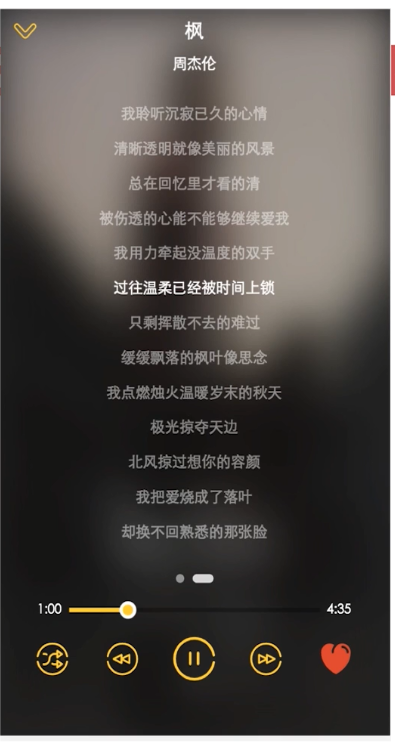 枫
周杰伦
我聆听沉寂已久的心情
清晰透明就像美丽的风景
总在回忆里才看的清
被伤透的心能不能够继续爱我
我用力牵起没温度的双手
过往温柔已经被时间上锁
只剩挥散不去的难过
缓缓飘落的枫叶像思念
我点燃烛火温暖岁末的秋天
极光掠夺天边
北风掠过想你的容颜
我把爱烧成了落叶
却换不回熟悉的那张脸
1:00 4:35